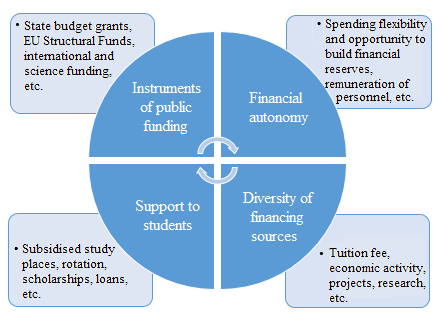 • State budget grants,
EU Structural Funds,
international and
science funding,
etc.
• Spending flexibility
and opportunity to
build financial
reserves,
remuneration of
personnel, etc.
Instruments
of public
funding
Financial
autonomy
Support to
students
Diversity of
financing
sources
• Subsidised study
places, rotation,
scholarships, loans,
etc.
• Tuition fee,
economic activity,
projects, research,
etc.